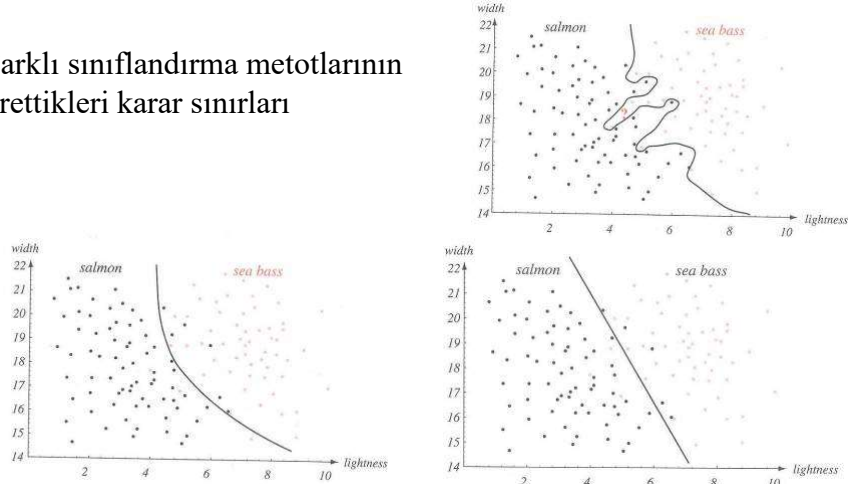 arklı sınıflandırma metotlarının
rettikleri karar sınırları
width
22
21
20
19
18
17
16
15
14
salmon
sea bass
?
2 4 6 8 10
lightness
width
22
21
20
19
18
17
16
15
14
salmon
sea bass
2 4 6 8 10
lightness
width
22
21
20
19
18
17
16
15
14
salmon
sea bass
2 6 8 10
lightness